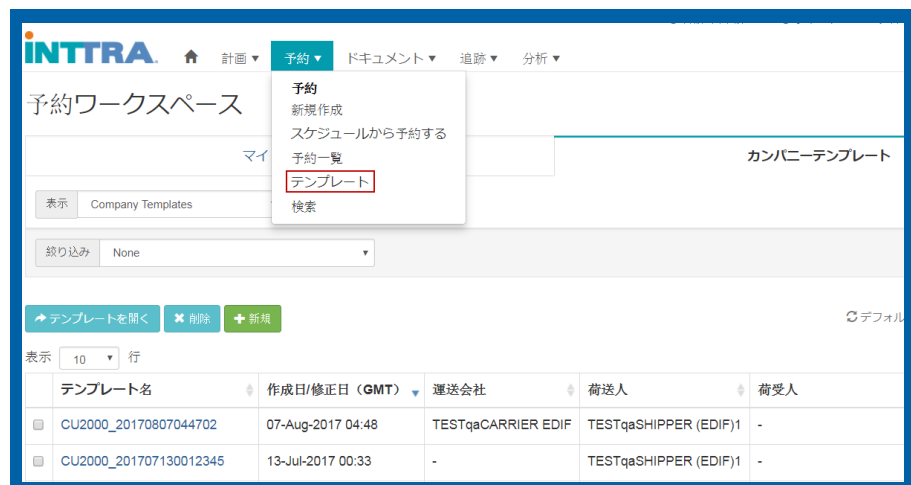 INTTRA.
計画 ▾ 予約 ▾ ドキュメント ▾ 追跡 ▾ 分析 ▾
予約
新規作成
スケジュールから予約する
予約一覧
テンプレート
検索
予約ワークスペース
マイ
カンパニーテンプレート
表示 Company Templates
絞り込み None
テンプレートを開く 削除 新規
デフォル
表示 10 行
テンプレート名 作成日/修正日（GMT） 運送会社 荷送人 荷受人
CU2000_20170807044702 07-Aug-2017 04:48 TESTqaCARRIER EDIF TESTqaSHIPPER (EDIF)1 -
CU2000_201707130012345 13-Jul-2017 00:33 - TESTqaSHIPPER (EDIF)1 -